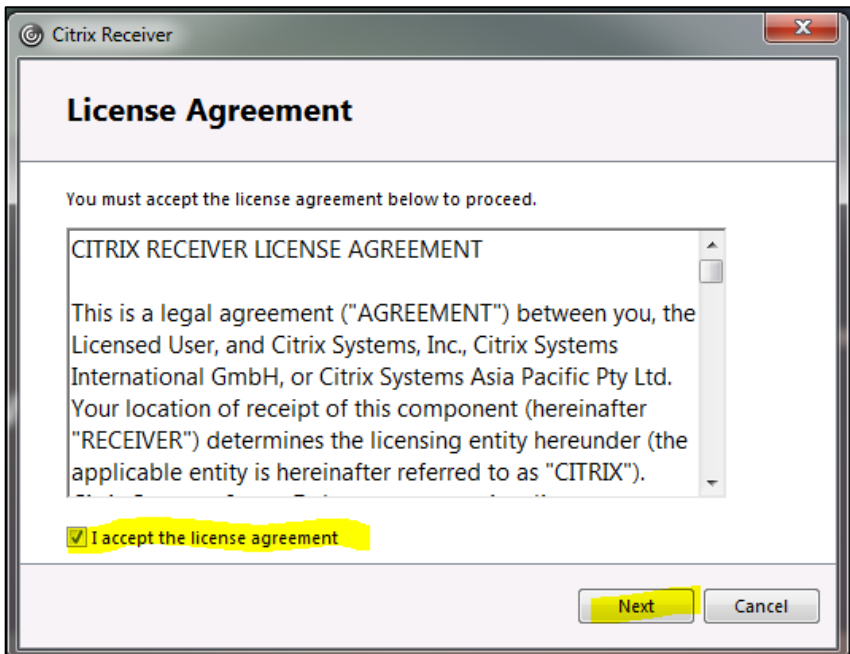 Citrix Receiver
License Agreement
You must accept the license agreement below to proceed.
CITRIX RECEIVER LICENSE AGREEMENT
This is a legal agreement ("AGREEMENT") between you, the
Licensed User, and Citrix Systems, Inc., Citrix Systems
International GmbH, or Citrix Systems Asia Pacific Pty Ltd.
Your location of receipt of this component (hereinafter
"RECEIVER") determines the licensing entity hereunder (the
applicable entity is hereinafter referred to as "CITRIX").
I accept the license agreement
Next
Cancel